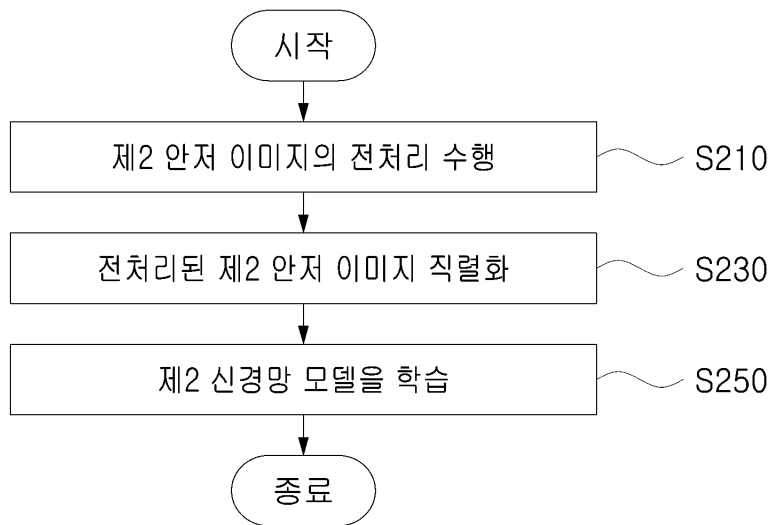 시작
제2 안저 이미지의 전처리 수행
S210
전처리된 제2 안저 이미지 직렬화
S230
제2 신경망 모델을 학습
S250
종료